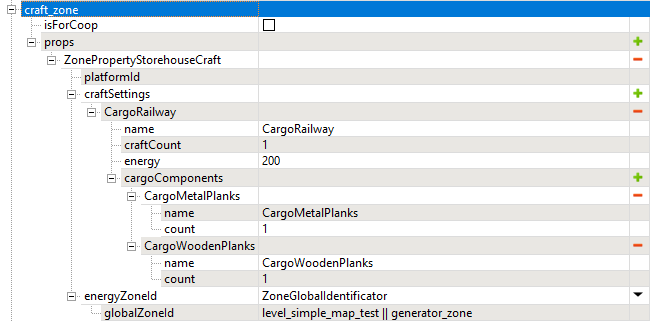 craft_zone
isForCoop
props
ZonePropertyStorehouseCraft
platformId
craftSettings
CargoRailway
name CargoRailway
craftCount 1
energy 200
cargoComponents
CargoMetalPlanks
name CargoMetalPlanks
count 1
CargoWoodenPlanks
name CargoWoodenPlanks
count 1
energyZoneId ZoneGlobalIdentificator
globalZoneId level_simple_map_test || generator_zone